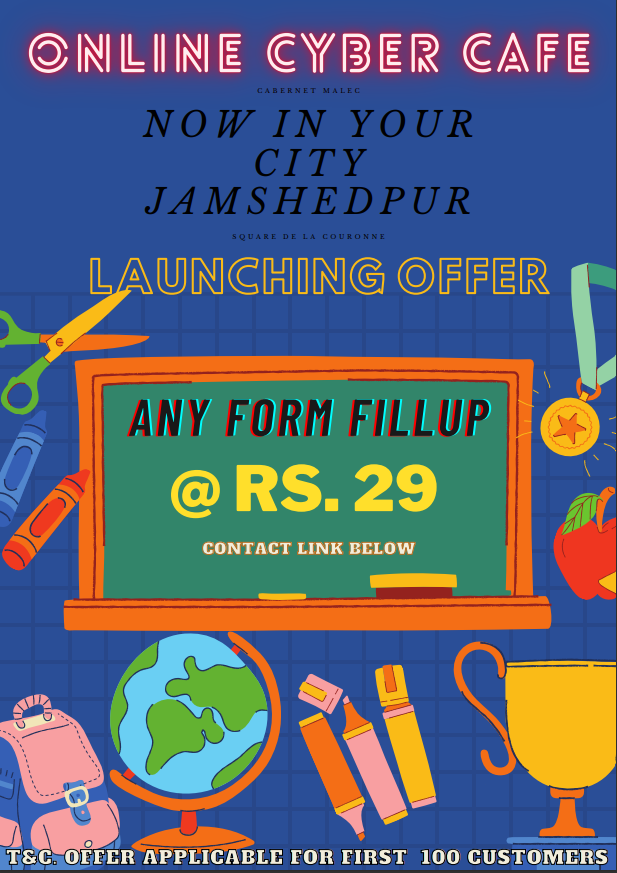 ONLINE CYBER CAFE
CABERNET MALEC
NOW IN YOUR
CITY
JAMSHEDPUR
SQUARE DE LA COURONNE
LAUNCHING OFFER
ANY FORM FILLUP
@ RS. 29
CONTACT LINK BELOW
T&C. OFFER APPLICABLE FOR FIRST 100 CUSTOMERS